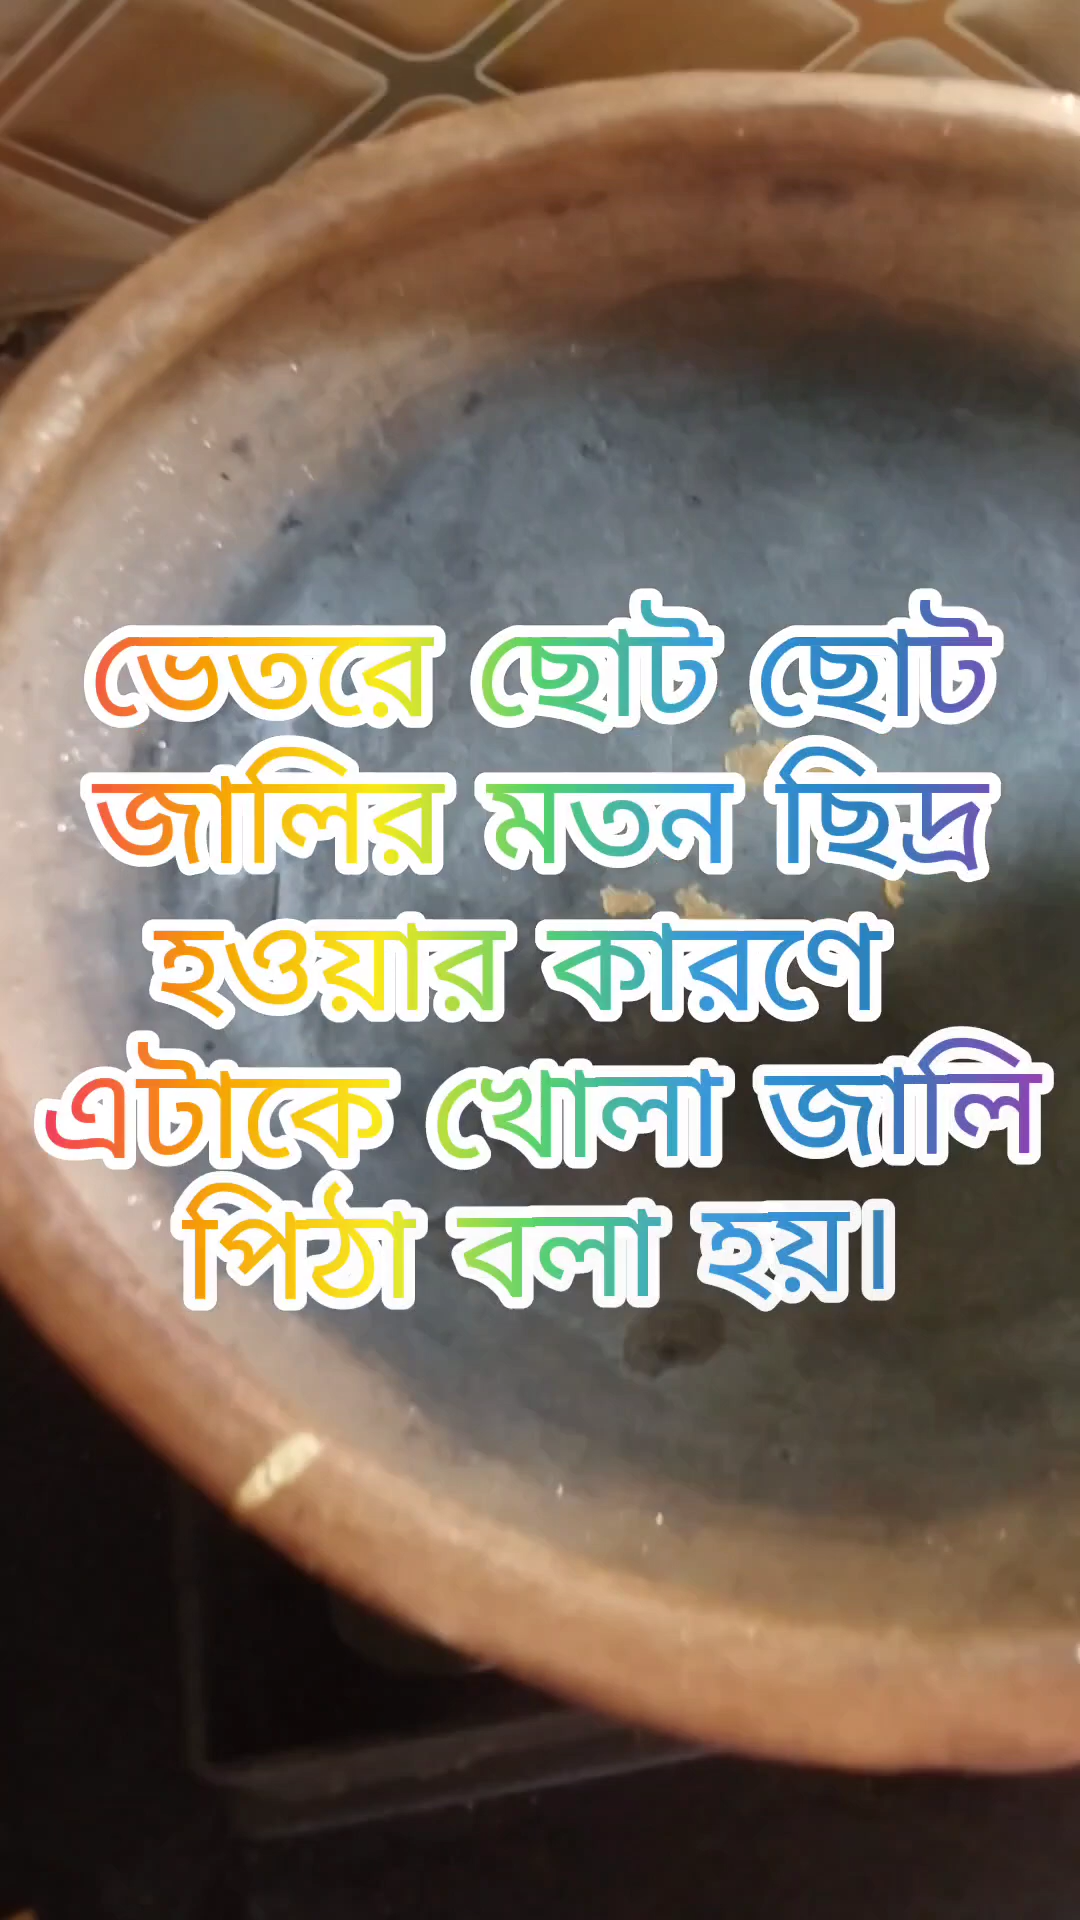 ভেতরে ছোট ছোট
জালির মতন ছিদ্র
হওয়ার কারণে
এটাকে খোলা জালি
পিঠা বলা হয়।